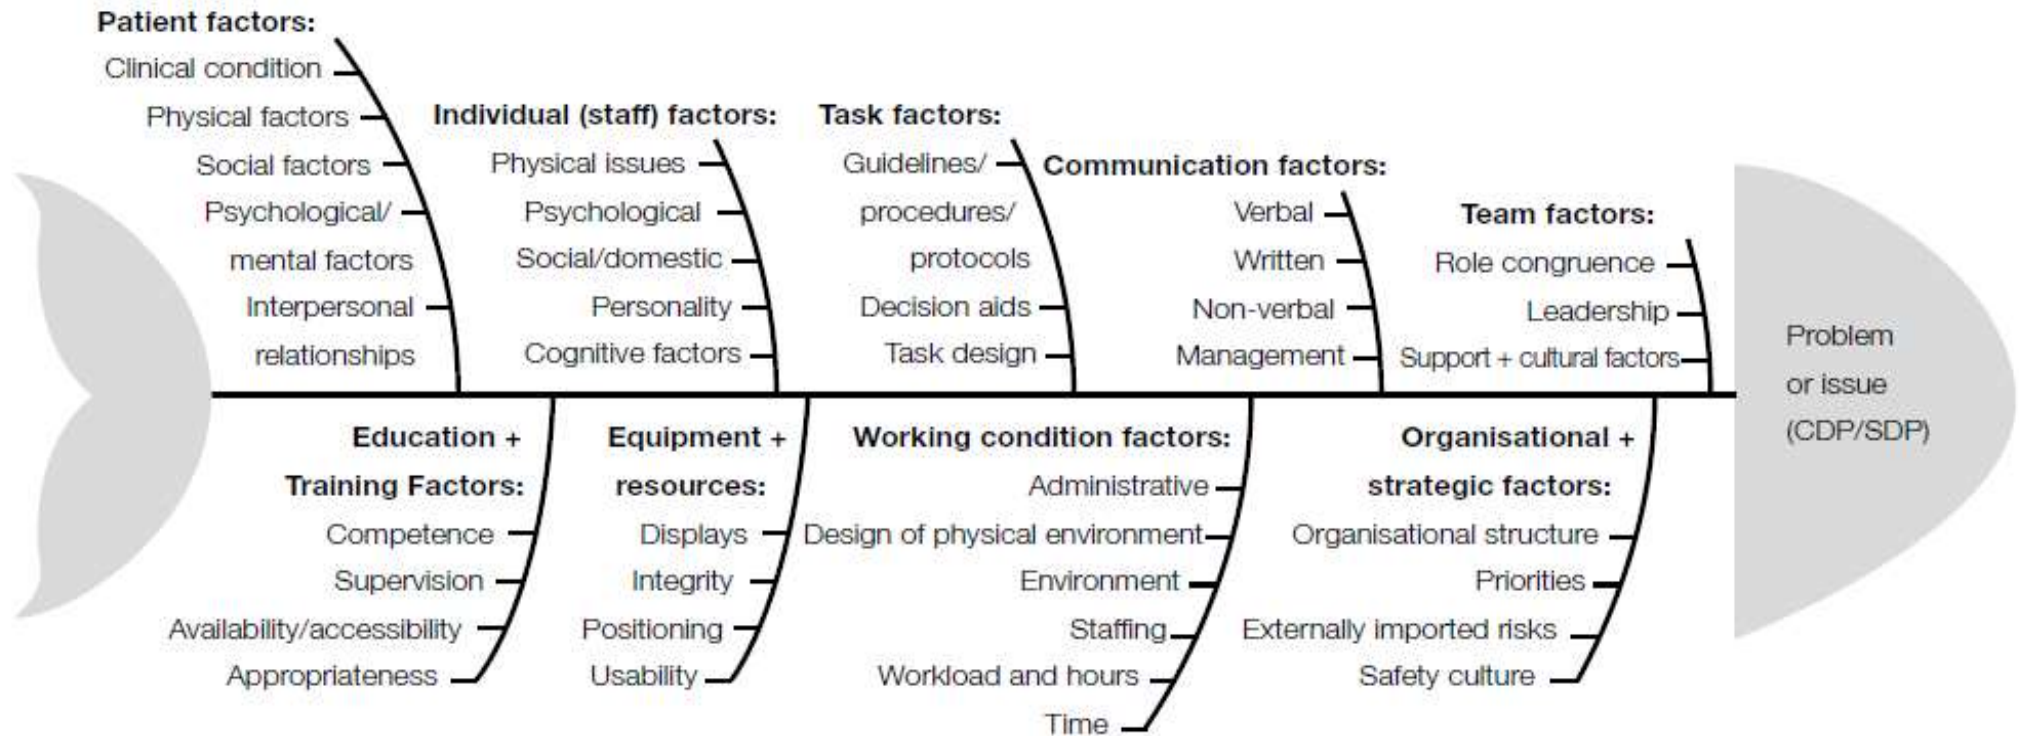 Patient factors:
Clinical condition
Physical factors
Social factors
Psychological/
mental factors
Interpersonal
relationships
Individual (staff) factors:
Physical issues
Psychological
Social/domestic
Personality
Cognitive factors
Task factors:
Guidelines/
procedures/
protocols
Decision aids
Task design
Communication factors:
Verbal
Written
Non-verbal
Management
Team factors:
Role congruence
Leadership
Support + cultural factors
Education +
Training Factors:
Competence
Supervision
Availability/accessibility
Appropriateness
Equipment +
resources:
Displays
Integrity
Positioning
Usability
Working condition factors:
Administrative
Design of physical environment
Environment
Staffing
Workload and hours
Time
Organisational +
strategic factors:
Organisational structure
Priorities
Externally imported risks
Safety culture
Problem
or issue
(CDP/SDP)